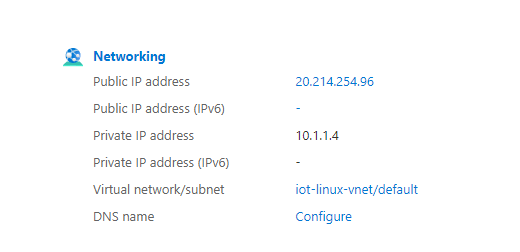 Networking
Public IP address 20.214.254.96
Public IP address (IPv6) -
Private IP address 10.1.1.4
Private IP address (IPv6) -
Virtual network/subnet iot-linux-vnet/default
DNS name Configure